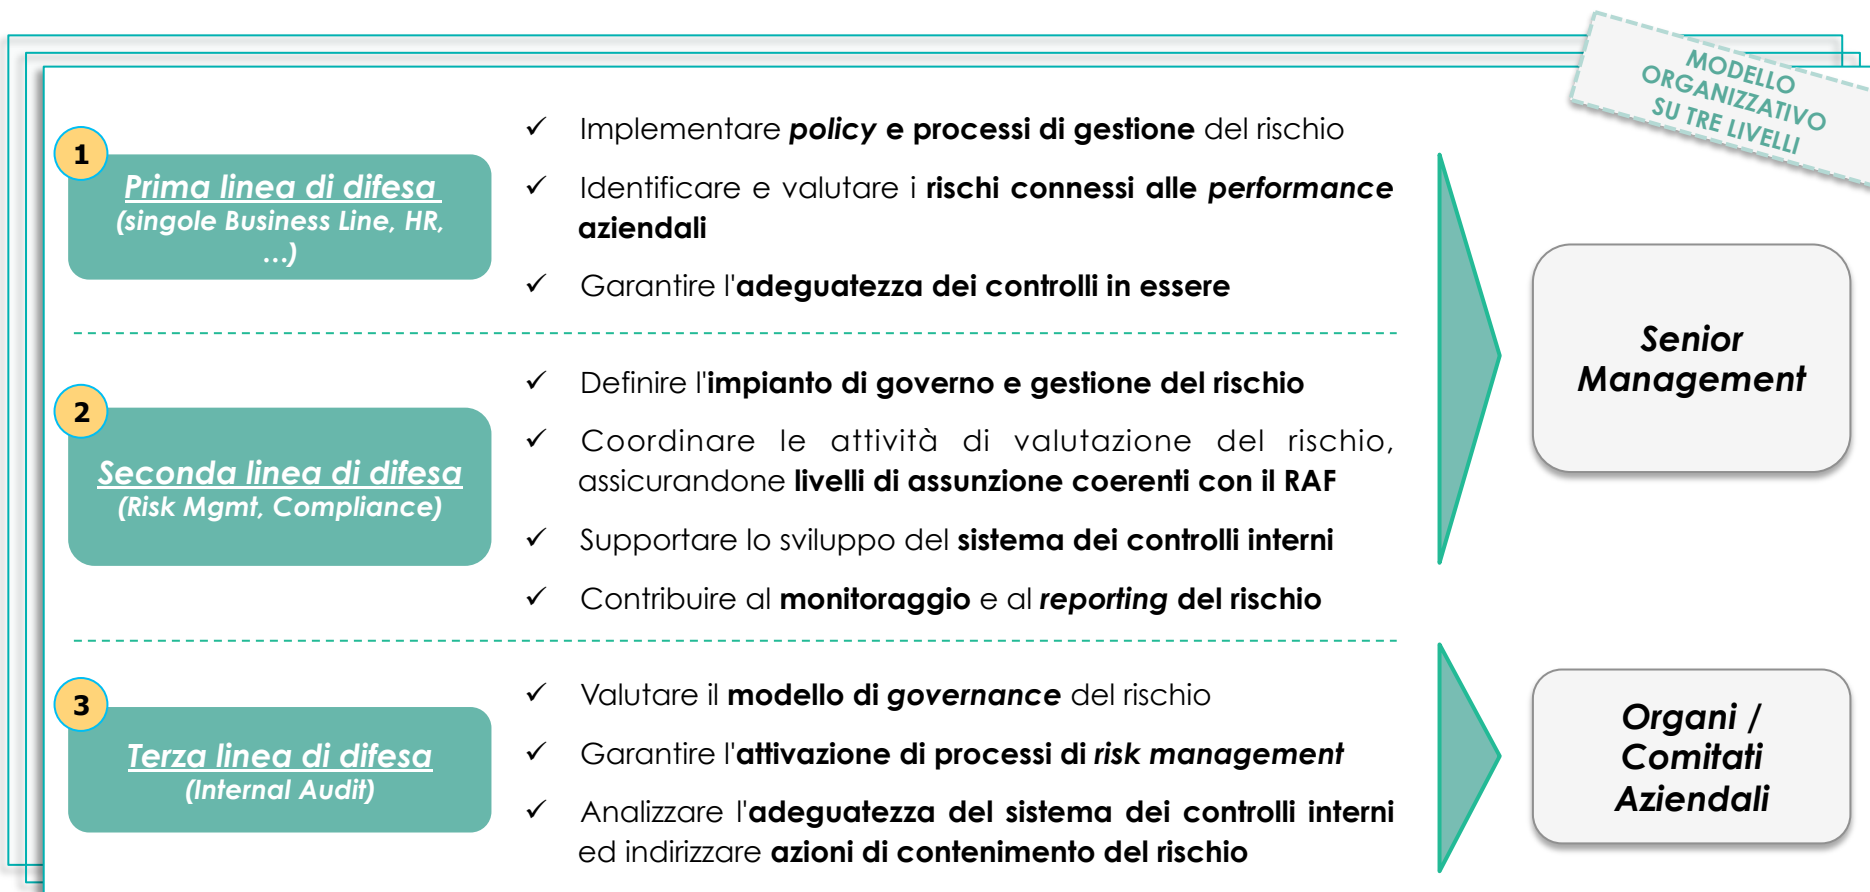 MODELLO
ORGANIZZATIVO
SU TRE LIVELLI
1
Prima linea di difesa
(singole Business Line, HR,
…)
✓ Implementare policy e processi di gestione del rischio
✓ Identificare e valutare i rischi connessi alle performance
aziendali
✓ Garantire l'adeguatezza dei controlli in essere
2
Seconda linea di difesa
(Risk Mgmt, Compliance)
✓ Definire l'impianto di governo e gestione del rischio
✓ Coordinare le attività di valutazione del rischio,
assicurandone livelli di assunzione coerenti con il RAF
✓ Supportare lo sviluppo del sistema dei controlli interni
✓ Contribuire al monitoraggio e al reporting del rischio
Senior
Management
3
Terza linea di difesa
(Internal Audit)
✓ Valutare il modello di governance del rischio
✓ Garantire l'attivazione di processi di risk management
✓ Analizzare l'adeguatezza del sistema dei controlli interni
ed indirizzare azioni di contenimento del rischio
Organi /
Comitati
Aziendali